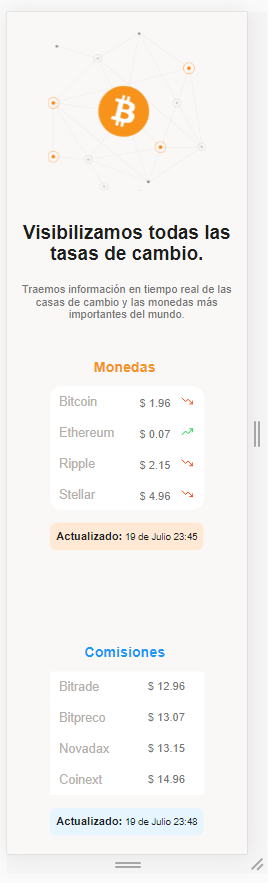 Visibilizamos todas las
tasas de cambio.
Traemos información en tiempo real de las
casas de cambio y las monedas más
importantes del mundo.
Monedas
Bitcoin $ 1.96
Ethereum $ 0.07
Ripple $ 2.15
Stellar $ 4.96
Actualizado: 19 de Julio 23:45
Comisiones
Bitrade $ 12.96
Bitpreco $ 13.07
Novadax $ 13.15
Coinext $ 14.96
Actualizado: 19 de Julio 23:48